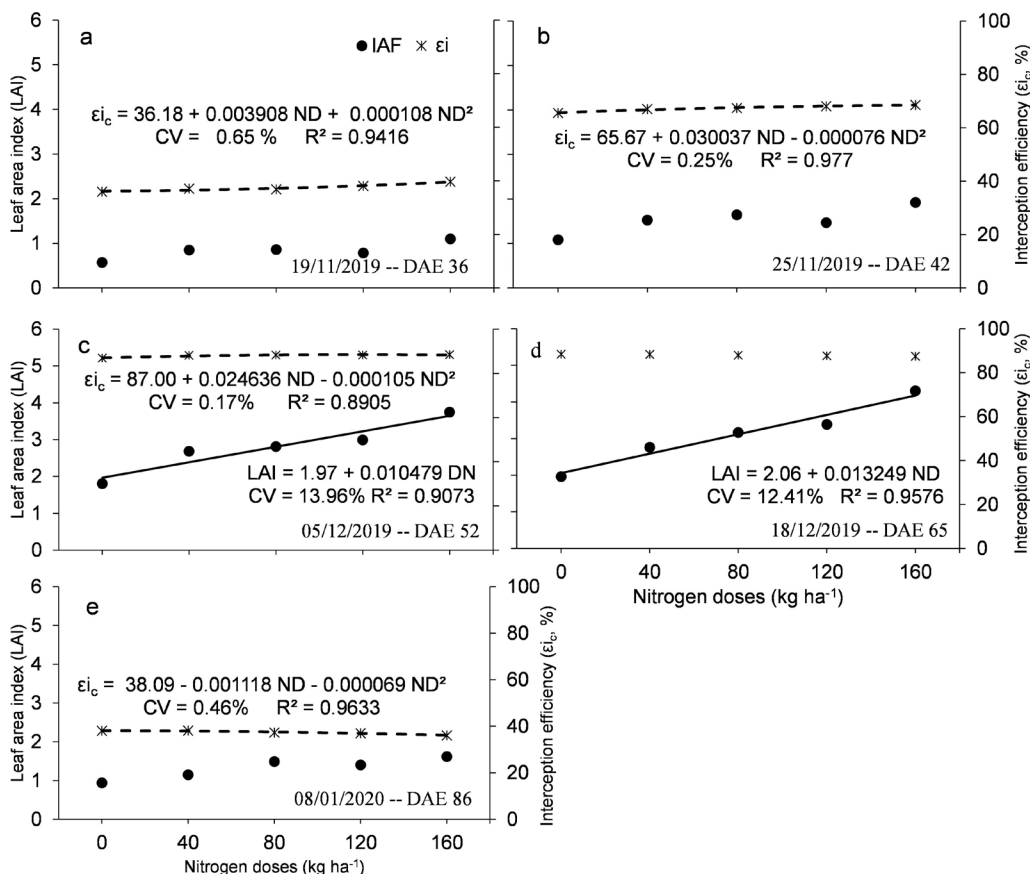 a
● IAF ⚹ εi
εi_c = 36.18 + 0.003908 ND + 0.000108 ND²
CV = 0.65 % R² = 0.9416
19/11/2019 -- DAE 36
Leaf area index (LAI)
6
5
4
3
2
1
0
b
εi_c = 65.67 + 0.030037 ND - 0.000076 ND²
CV = 0.25% R² = 0.977
25/11/2019 -- DAE 42
100
80
60
40
20
0
Interception efficiency (εi_c, %)
c
εi_c = 87.00 + 0.024636 ND - 0.000105 ND²
CV = 0.17% R² = 0.8905
LAI = 1.97 + 0.010479 DN
CV = 13.96% R² = 0.9073
05/12/2019 -- DAE 52
Leaf area index (LAI)
6
5
4
3
2
1
0
d
LAI = 2.06 + 0.013249 ND
CV = 12.41% R² = 0.9576
18/12/2019 -- DAE 65
100
80
60
40
20
0
Interception efficiency (εi_c, %)
0 40 80 120 160
Nitrogen doses (kg ha⁻¹)
e
εi_c = 38.09 - 0.001118 ND - 0.000069 ND²
CV = 0.46% R² = 0.9633
08/01/2020 -- DAE 86
Leaf area index (LAI)
6
5
4
3
2
1
0
100
80
60
40
20
0
Interception efficiency (εi_c, %)
0 40 80 120 160
Nitrogen doses (kg ha⁻¹)